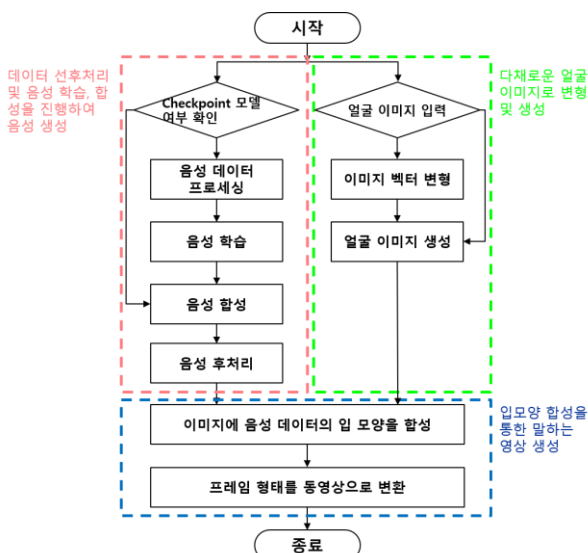 시작
데이터 선후처리
및 음성 학습, 합
성을 진행하여
음성 생성
Checkpoint 모델
여부 확인
음성 데이터
프로세싱
음성 학습
음성 합성
음성 후처리
얼굴 이미지 입력
이미지 벡터 변형
얼굴 이미지 생성
다채로운 얼굴
이미지로 변형
및 생성
이미지에 음성 데이터의 입 모양을 합성
프레임 형태를 동영상으로 변환
입모양 합성을
통한 말하는
영상 생성
종료